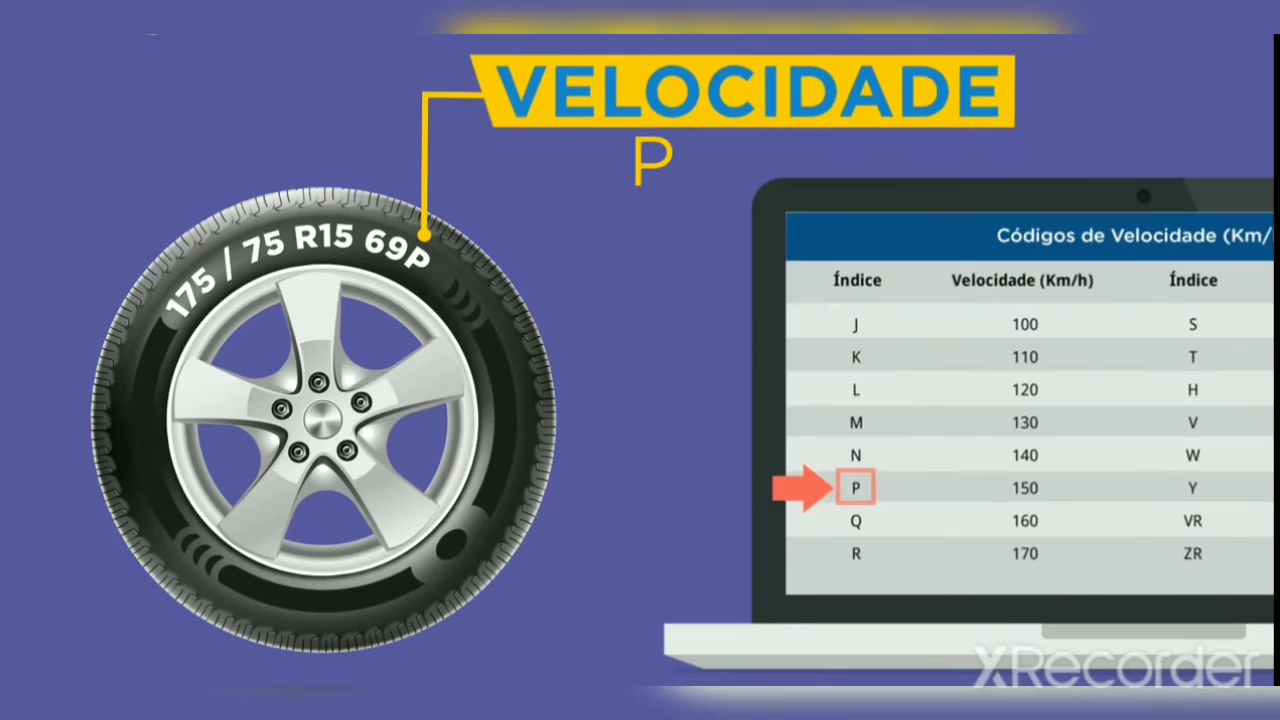 VELOCIDADE
P
175 / 75 R15 69P
Códigos de Velocidade (Km/
Índice Velocidade (Km/h) Índice
J 100 S
K 110 T
L 120 H
M 130 V
N 140 W
P 150 Y
Q 160 VR
R 170 ZR
XRecorder